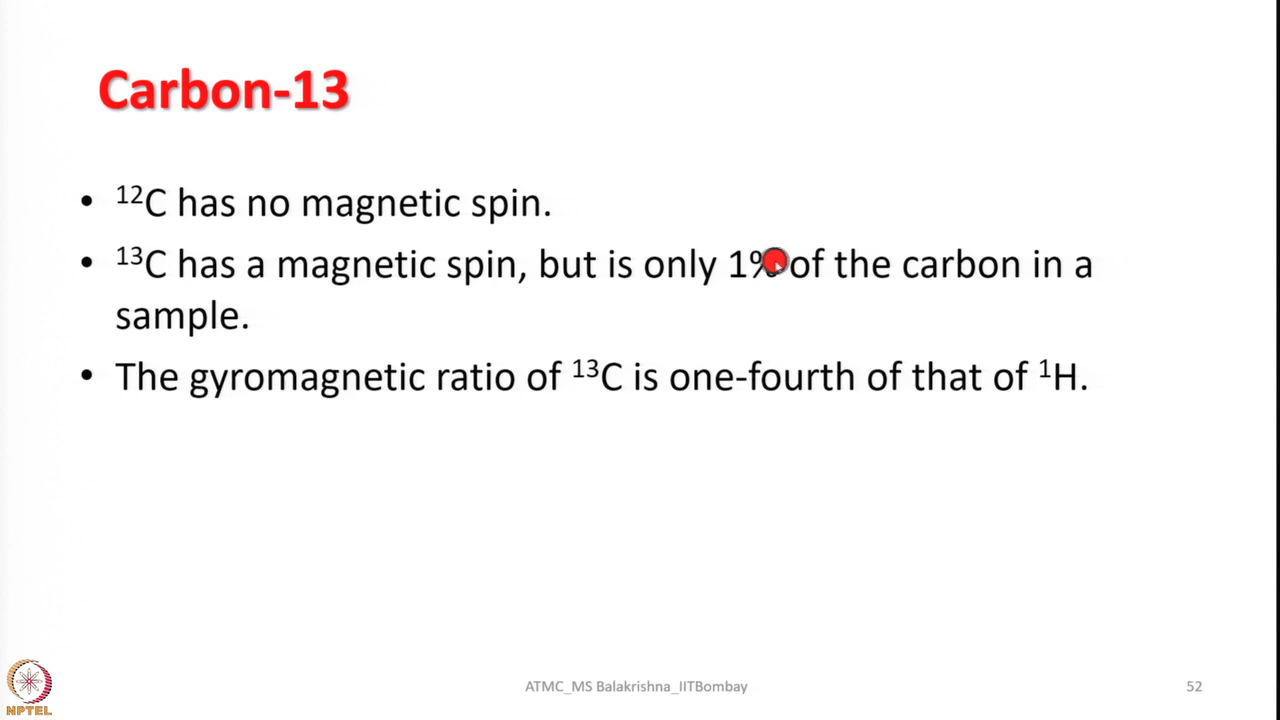 Carbon-13
• ¹²C has no magnetic spin.
• ¹³C has a magnetic spin, but is only 1% of the carbon in a
sample.
• The gyromagnetic ratio of ¹³C is one-fourth of that of ¹H.
NPTEL
ATMC_MS Balakrishna_IITBombay
52